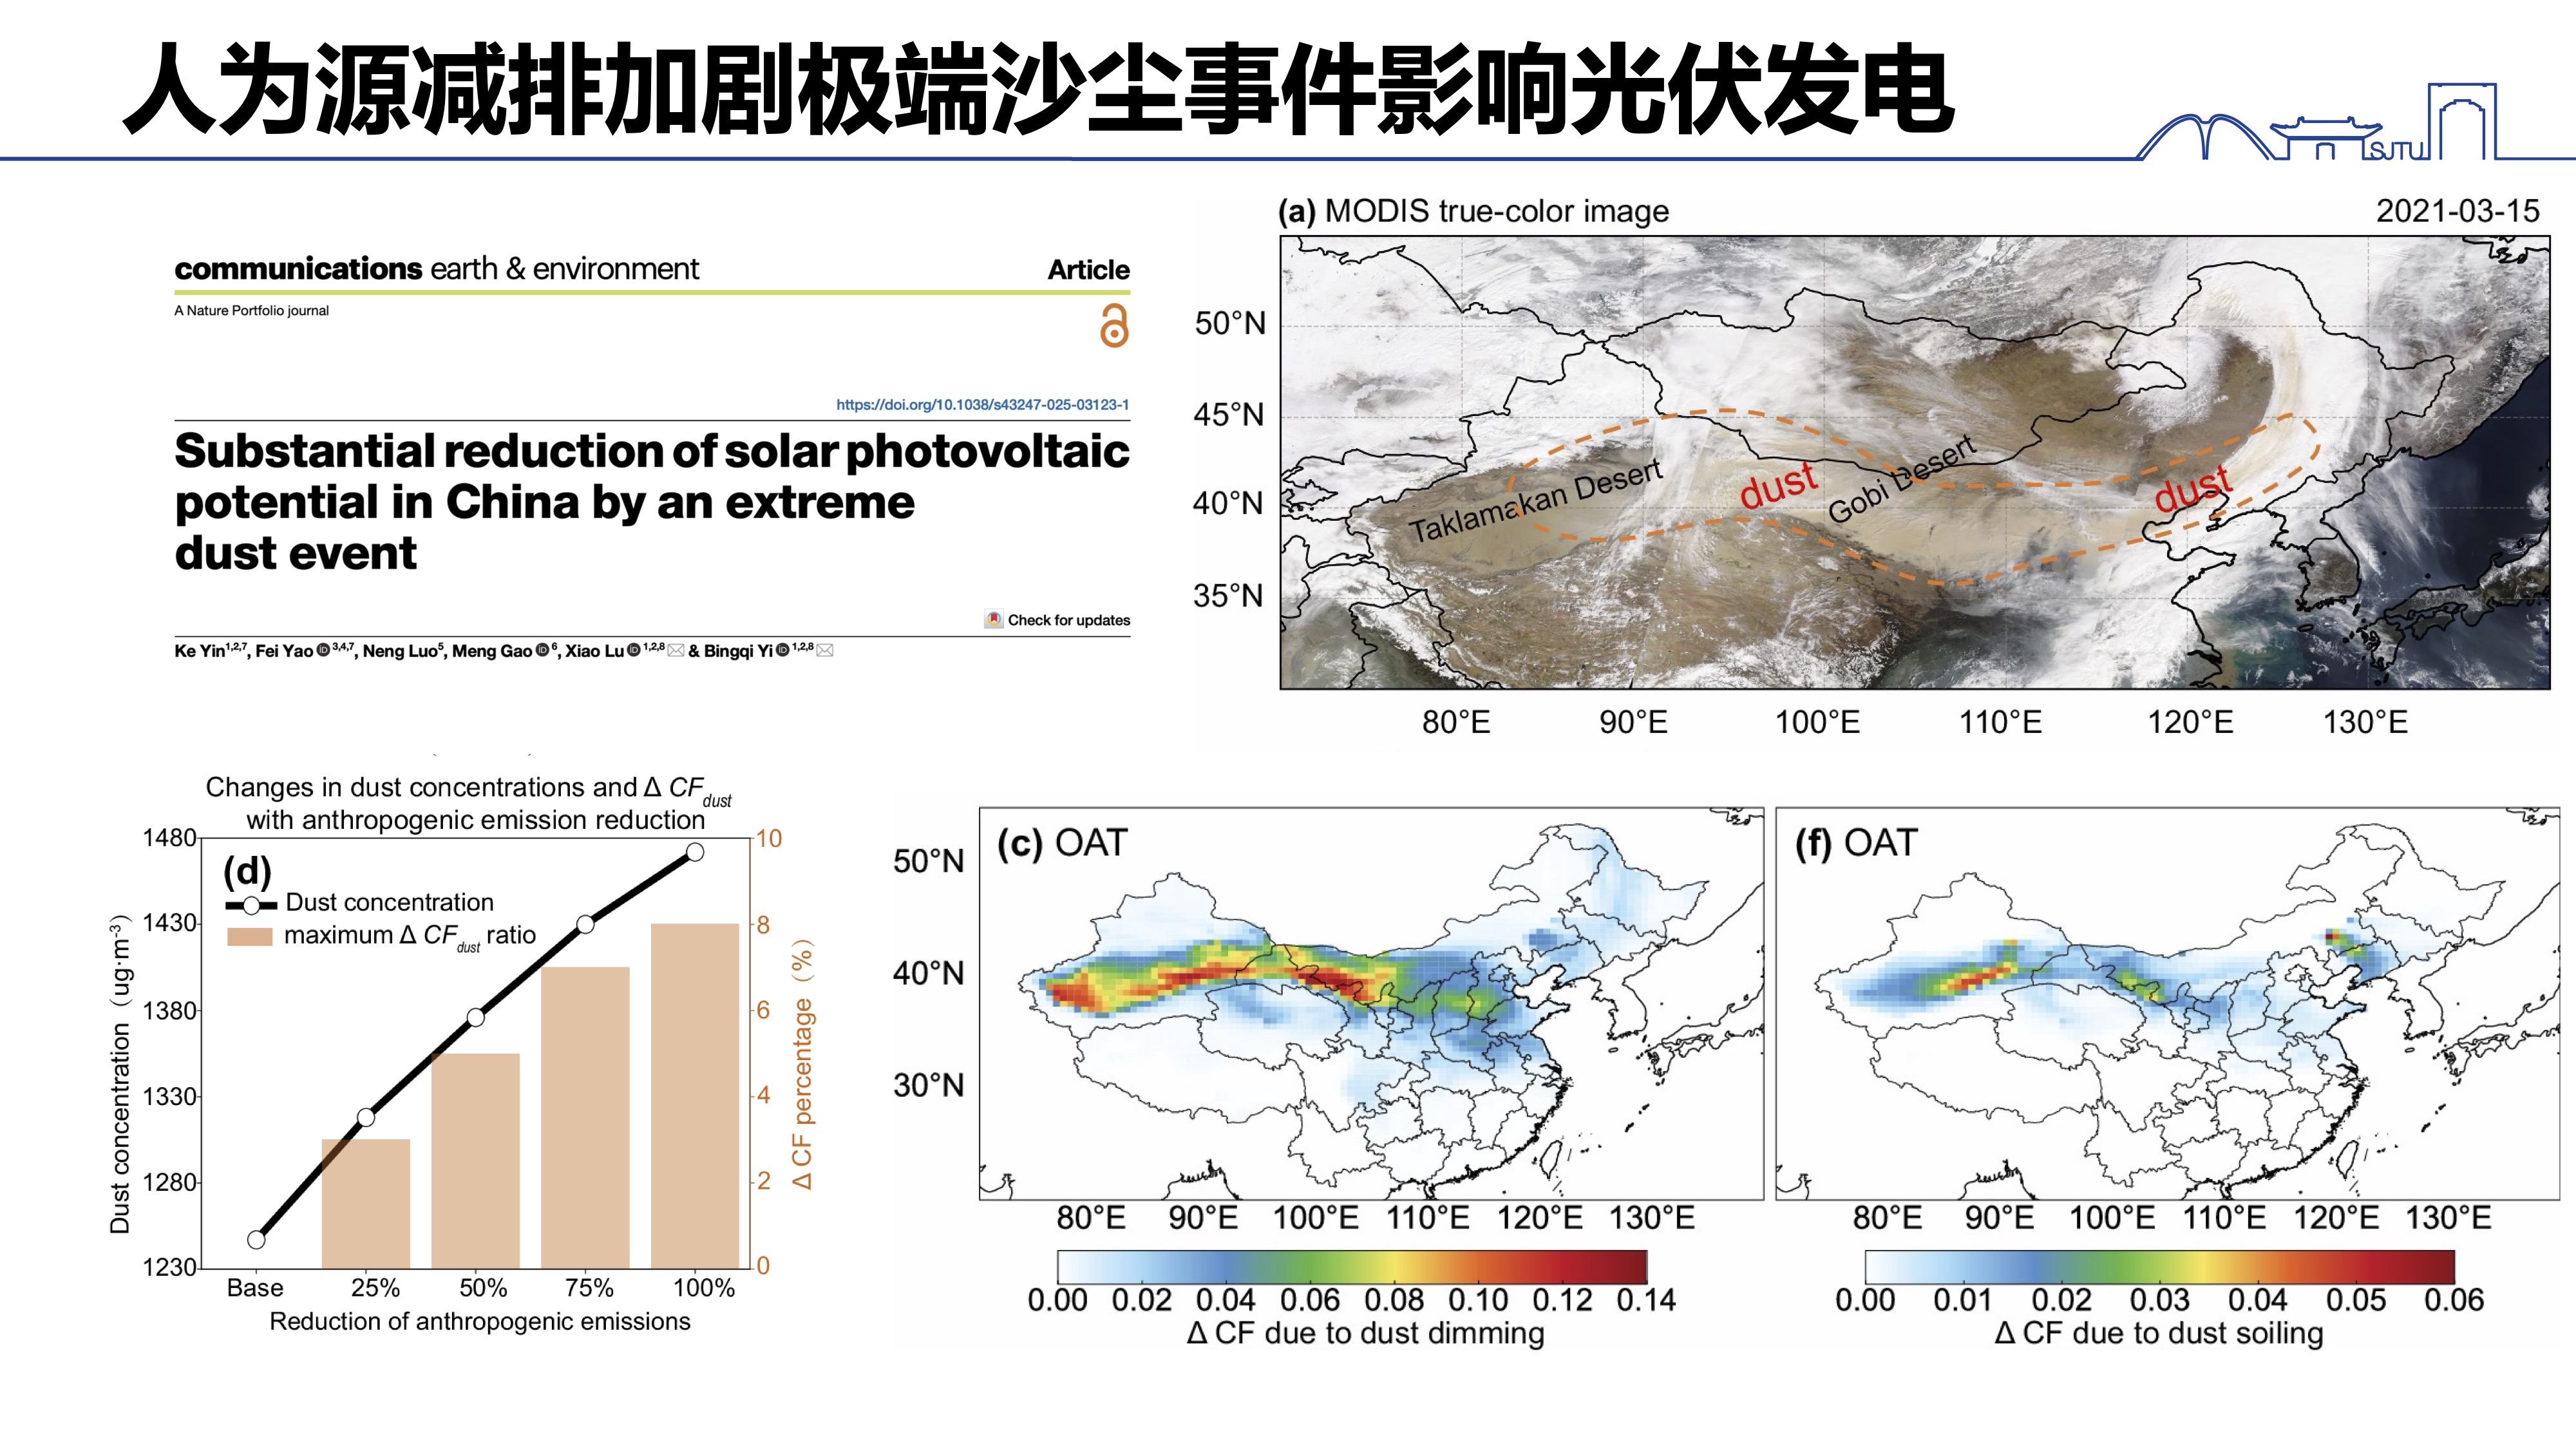 人为源减排加剧极端沙尘事件影响光伏发电
SJTU
communications earth & environment Article
A Nature Portfolio journal
https://doi.org/10.1038/s43247-025-03123-1
Substantial reduction of solar photovoltaic
potential in China by an extreme
dust event
Check for updates
Ke Yin1,2,7, Fei Yao 3,4,7, Neng Luo5, Meng Gao 6, Xiao Lu 1,2,8 & Bingqi Yi 1,2,8
(a) MODIS true-color image 2021-03-15
50°N
45°N
40°N
35°N
Taklamakan Desert
dust
Gobi Desert
dust
80°E 90°E 100°E 110°E 120°E 130°E
Changes in dust concentrations and Δ CFdust
with anthropogenic emission reduction
(d)
Dust concentration
maximum Δ CFdust ratio
Dust concentration (ug·m-3)
1480
1430
1380
1330
1280
1230
10
8
6
4
2
0
Δ CF percentage (%)
Base 25% 50% 75% 100%
Reduction of anthropogenic emissions
(c) OAT
50°N
40°N
30°N
80°E 90°E 100°E 110°E 120°E 130°E
0.00 0.02 0.04 0.06 0.08 0.10 0.12 0.14
Δ CF due to dust dimming
(f) OAT
80°E 90°E 100°E 110°E 120°E 130°E
0.00 0.01 0.02 0.03 0.04 0.05 0.06
Δ CF due to dust soiling